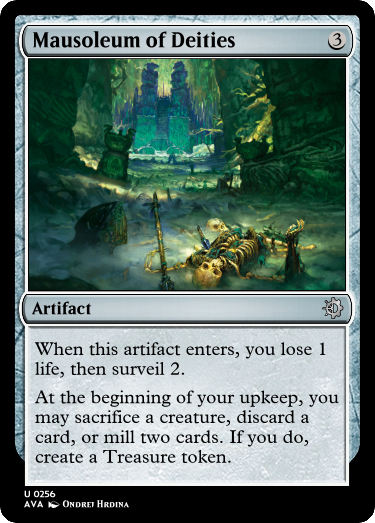 Mausoleum of Deities 3
Artifact
When this artifact enters, you lose 1
life, then surveil 2.
At the beginning of your upkeep, you
may sacrifice a creature, discard a
card, or mill two cards. If you do,
create a Treasure token.
U 0256
AVA Ondrej Hrdina